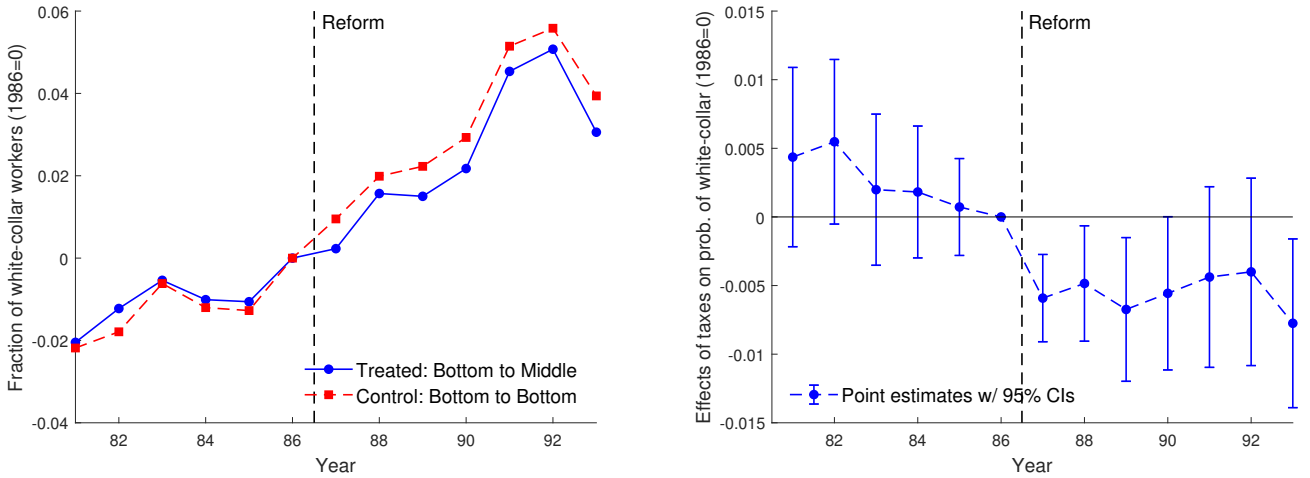 Fraction of white-collar workers (1986=0)
0.06
0.04
0.02
0
-0.02
-0.04
Reform
Treated: Bottom to Middle
Control: Bottom to Bottom
82 84 86 88 90 92
Year
Effects of taxes on prob. of white-collar (1986=0)
0.015
0.01
0.005
0
-0.005
-0.01
-0.015
Reform
Point estimates w/ 95% CIs
82 84 86 88 90 92
Year